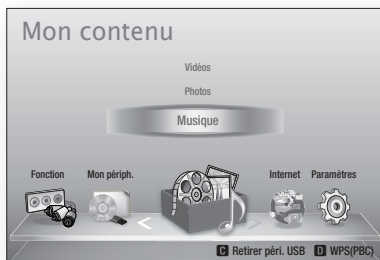 Mon contenu
Vidéos
Photos
Musique
Fonction Mon périph. Internet Paramètres
C Retirer péri. USB D WPS(PBC)